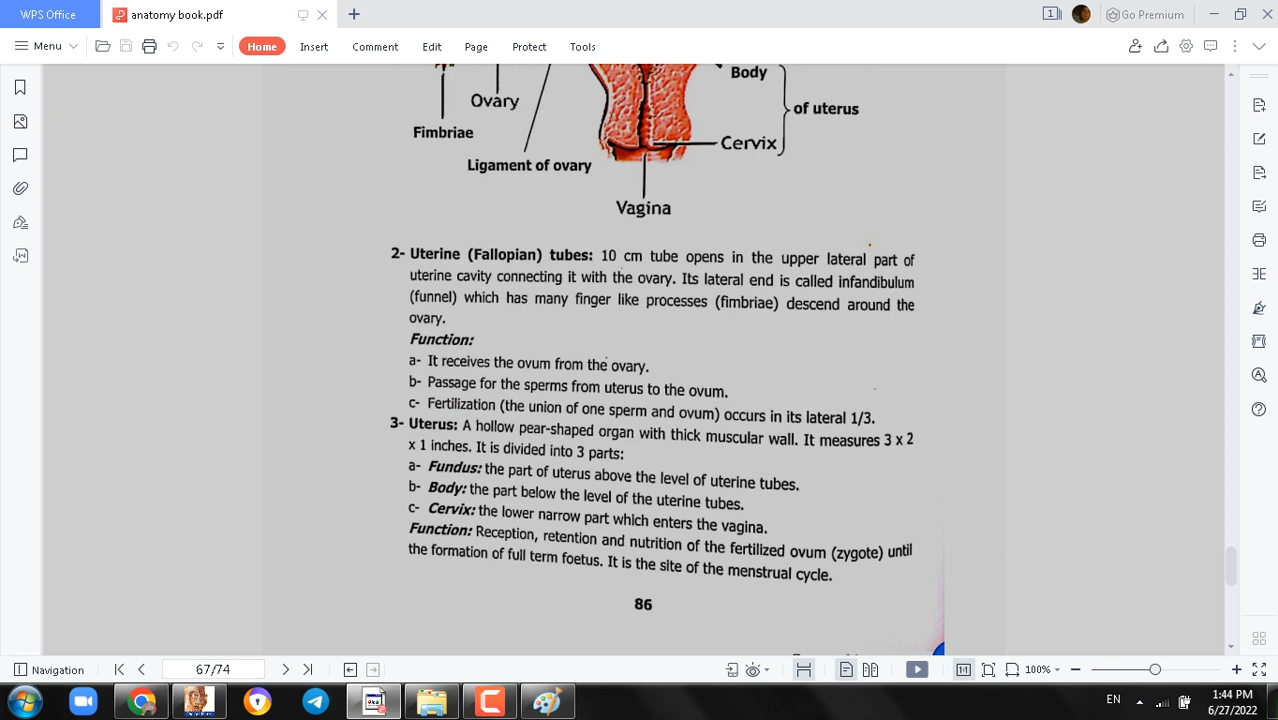 WPS Office
anatomy book.pdf
1
Go Premium
Menu
Home
Insert
Comment
Edit
Page
Protect
Tools
Body
Ovary
of uterus
Fimbriae
Cervix
Ligament of ovary
Vagina
2- Uterine (Fallopian) tubes: 10 cm tube opens in the upper lateral part of
uterine cavity connecting it with the ovary. Its lateral end is called infandibulum
(funnel) which has many finger like processes (fimbriae) descend around the
ovary.
Function:
a- It receives the ovum from the ovary.
b- Passage for the sperms from uterus to the ovum.
c- Fertilization (the union of one sperm and ovum) occurs in its lateral 1/3.
3- Uterus: A hollow pear-shaped organ with thick muscular wall. It measures 3 x 2
x 1 inches. It is divided into 3 parts:
a- Fundus: the part of uterus above the level of uterine tubes.
b- Body: the part below the level of the uterine tubes.
c- Cervix: the lower narrow part which enters the vagina.
Function: Reception, retention and nutrition of the fertilized ovum (zygote) until
the formation of full term foetus. It is the site of the menstrual cycle.
86
Navigation
67/74
1:1
100%
EN
1:44 PM
6/27/2022